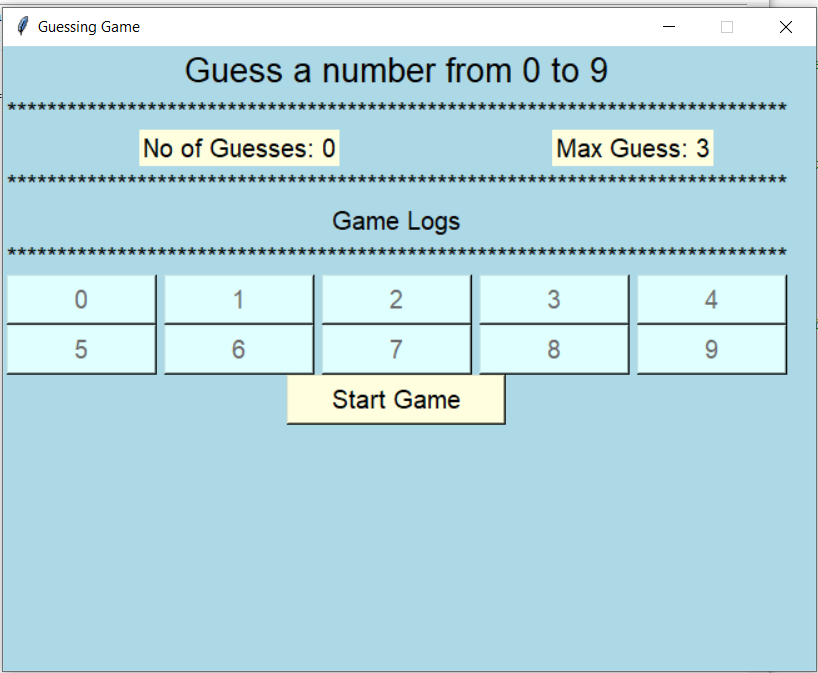 Guessing Game
Guess a number from 0 to 9
******************************************************************************
No of Guesses: 0 Max Guess: 3
******************************************************************************
Game Logs
******************************************************************************
0 1 2 3 4
5 6 7 8 9
Start Game